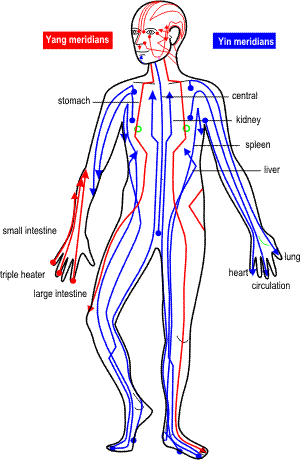 Yang meridians
Yin meridians
stomach
central
kidney
spleen
liver
small intestine
triple heater
large intestine
lung
heart
circulation